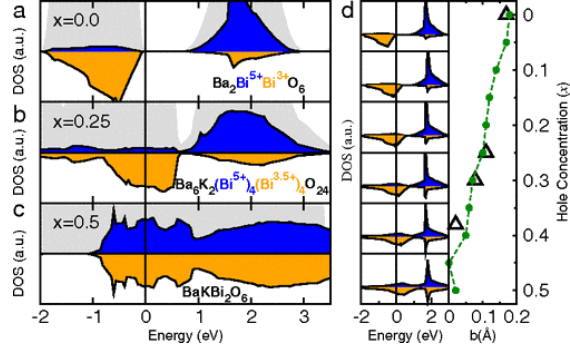 a
x=0.0
DOS (a.u.)
Ba2Bi5+Bi3+O6
b
x=0.25
DOS (a.u.)
Ba6K2(Bi5+)4(Bi3.5+)4O24
c
x=0.5
DOS (a.u.)
BaKBi2O6
-2 -1 0 1 2 3
Energy (eV)
d
DOS (a.u.)
-2 0 2
Energy (eV)
0 0.1 0.2
b(Å)
0
0.1
0.2
0.3
0.4
0.5
Hole Concentration (x)